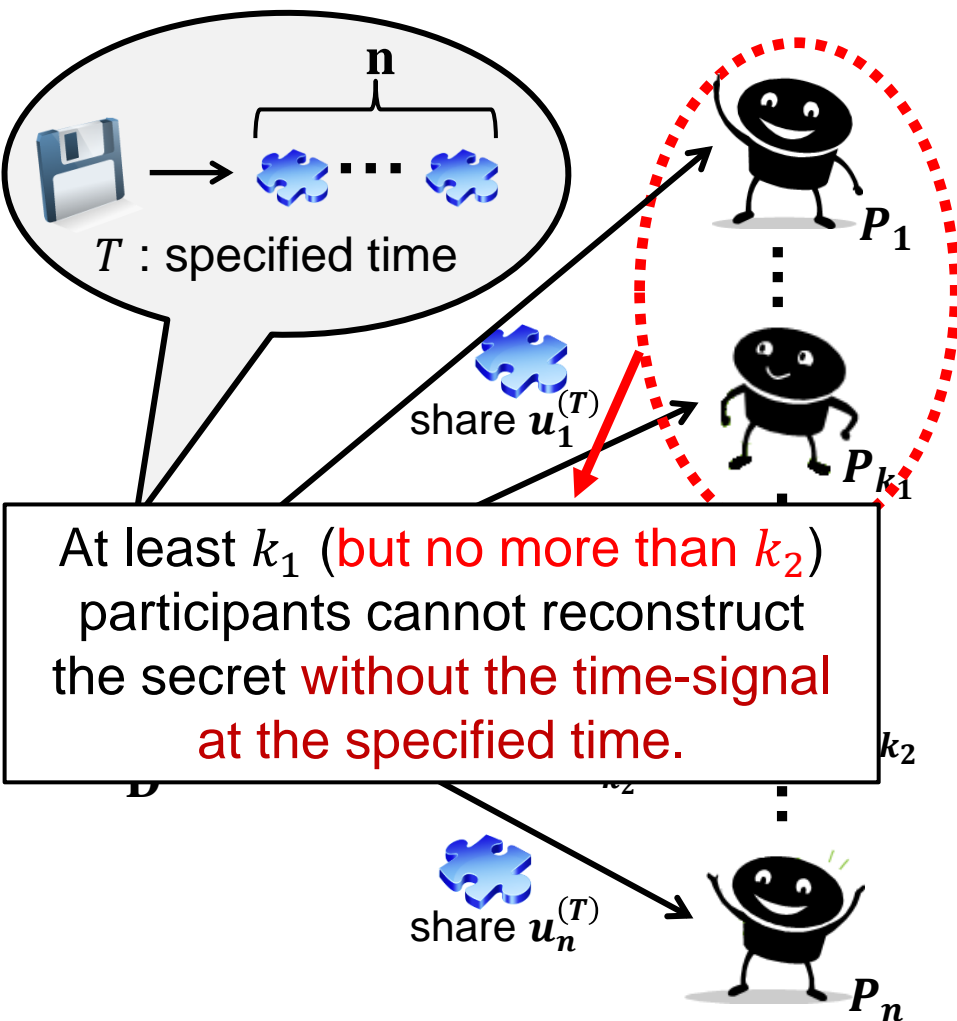 n
T : specified time
P₁
share u₁⁽ᵀ⁾
Pₖ₁
At least k₁ (but no more than k₂)
participants cannot reconstruct
the secret without the time-signal
at the specified time.
k₂
share uₙ⁽ᵀ⁾
Pₙ